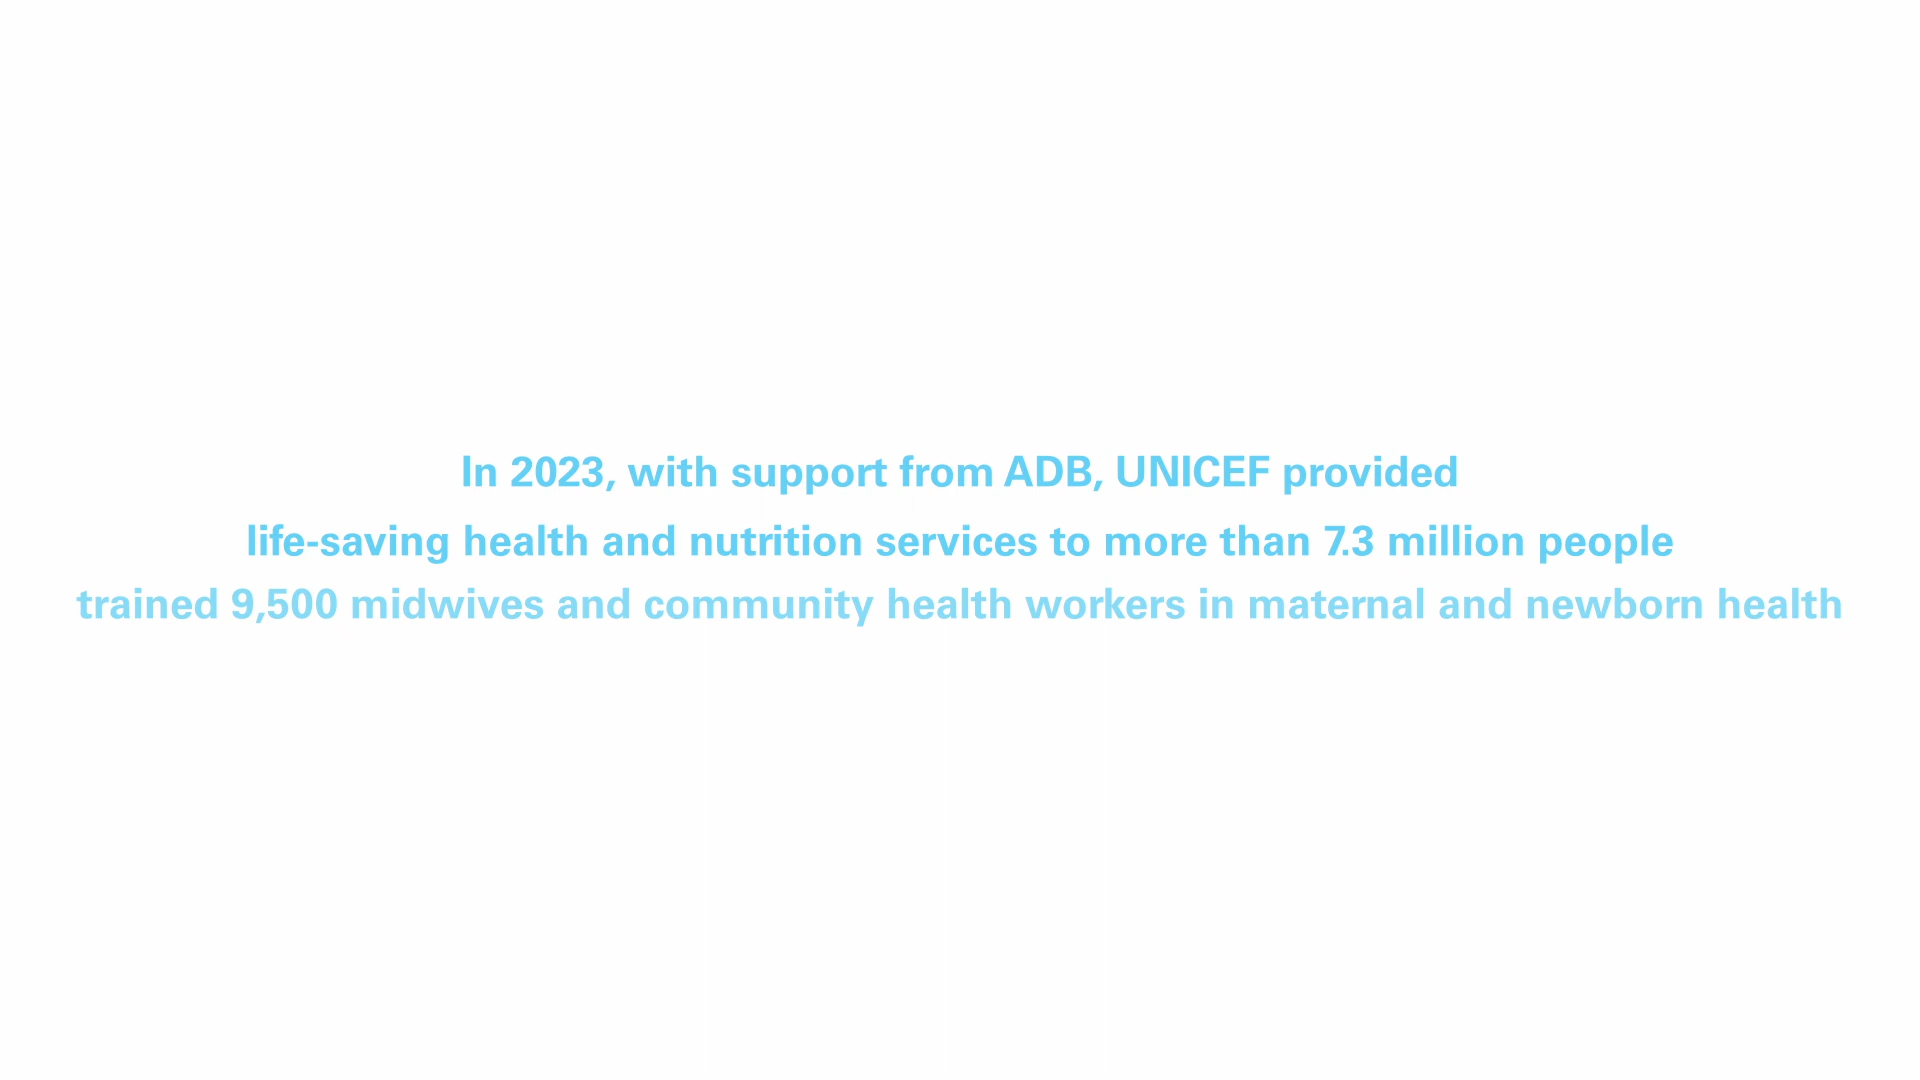 In 2023, with support from ADB, UNICEF provided
life-saving health and nutrition services to more than 7.3 million people
trained 9,500 midwives and community health workers in maternal and newborn health